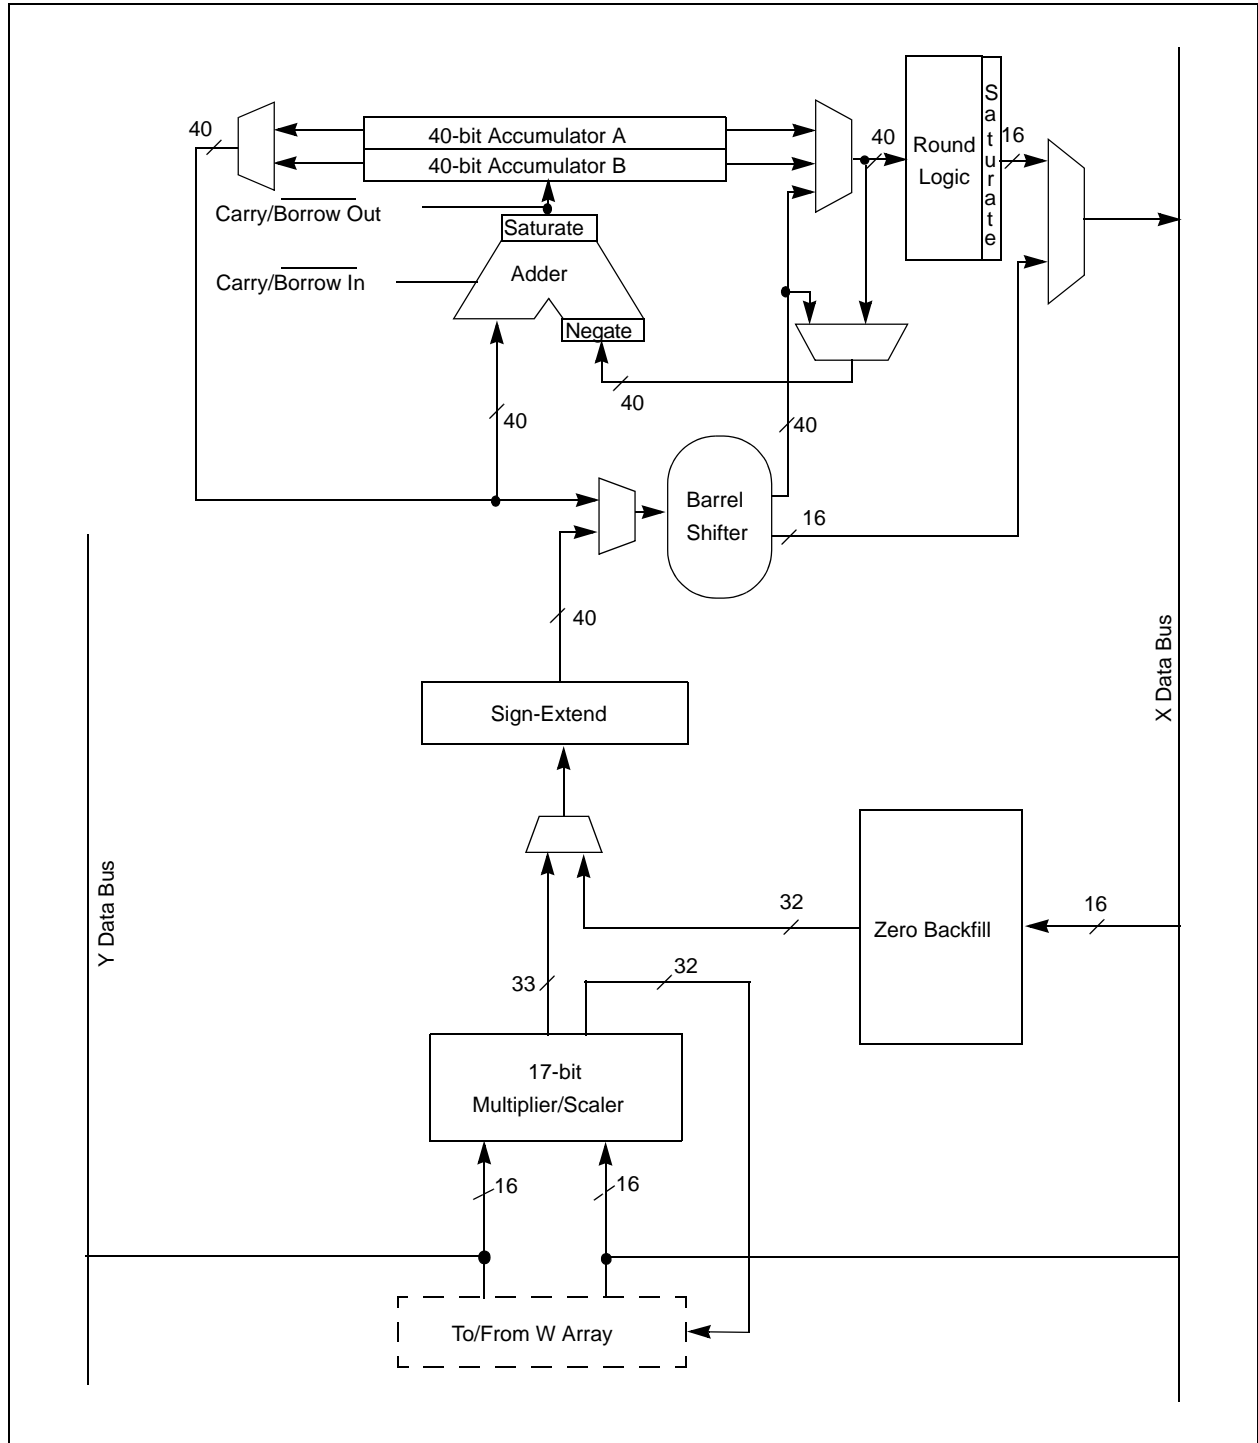 40
40-bit Accumulator A
40-bit Accumulator B
40
Round
Logic
Saturate
16
Carry/Borrow Out
Saturate
Carry/Borrow In
Adder
Negate
40
40
40
Barrel
Shifter
16
40
Sign-Extend
X Data Bus
Y Data Bus
32
Zero Backfill
16
33
32
17-bit
Multiplier/Scaler
16
16
To/From W Array